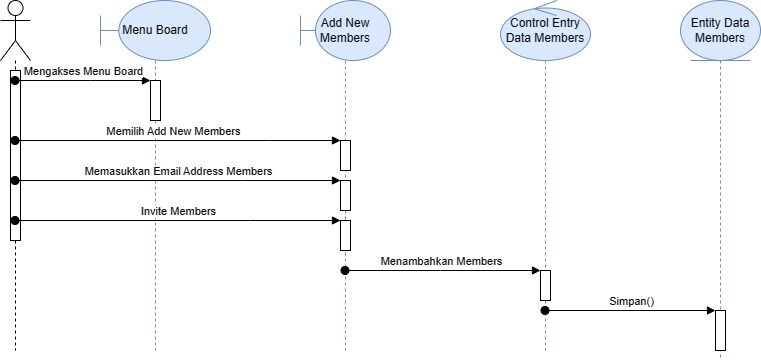 Menu Board
Add New
Members
Control Entry
Data Members
Entity Data
Members
Mengakses Menu Board
Memilih Add New Members
Memasukkan Email Address Members
Invite Members
Menambahkan Members
Simpan()